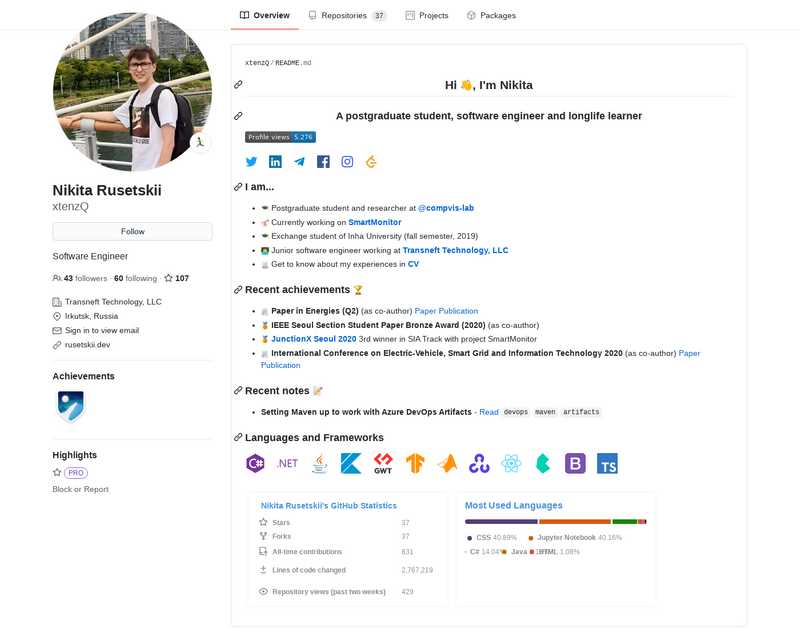 Overview Repositories 37 Projects Packages
Nikita Rusetskii
xtenzQ
Follow
Software Engineer
43 followers · 60 following · 107
Transneft Technology, LLC
Irkutsk, Russia
Sign in to view email
rusetskii.dev
Achievements
Highlights
PRO
Block or Report
xtenzQ / README.md
Hi 👋, I'm Nikita
A postgraduate student, software engineer and longlife learner
Profile views 5,276
I am...
Postgraduate student and researcher at @compvis-lab
Currently working on SmartMonitor
Exchange student of Inha University (fall semester, 2019)
Junior software engineer working at Transneft Technology, LLC
Get to know about my experiences in CV
Recent achievements 🏆
Paper in Energies (Q2) (as co-author) Paper Publication
IEEE Seoul Section Student Paper Bronze Award (2020) (as co-author)
JunctionX Seoul 2020 3rd winner in SIA Track with project SmartMonitor
International Conference on Electric-Vehicle, Smart Grid and Information Technology 2020 (as co-author) Paper
Publication
Recent notes 📝
Setting Maven up to work with Azure DevOps Artifacts - Read devops maven artifacts
Languages and Frameworks
C# .NET Java GWT B TS
Nikita Rusetskii's GitHub Statistics
Stars 37
Forks 37
All-time contributions 831
Lines of code changed 2,767,219
Repository views (past two weeks) 429
Most Used Languages
CSS 40.89% Jupyter Notebook 40.16%
C# 14.04% Java HTML 1.08%